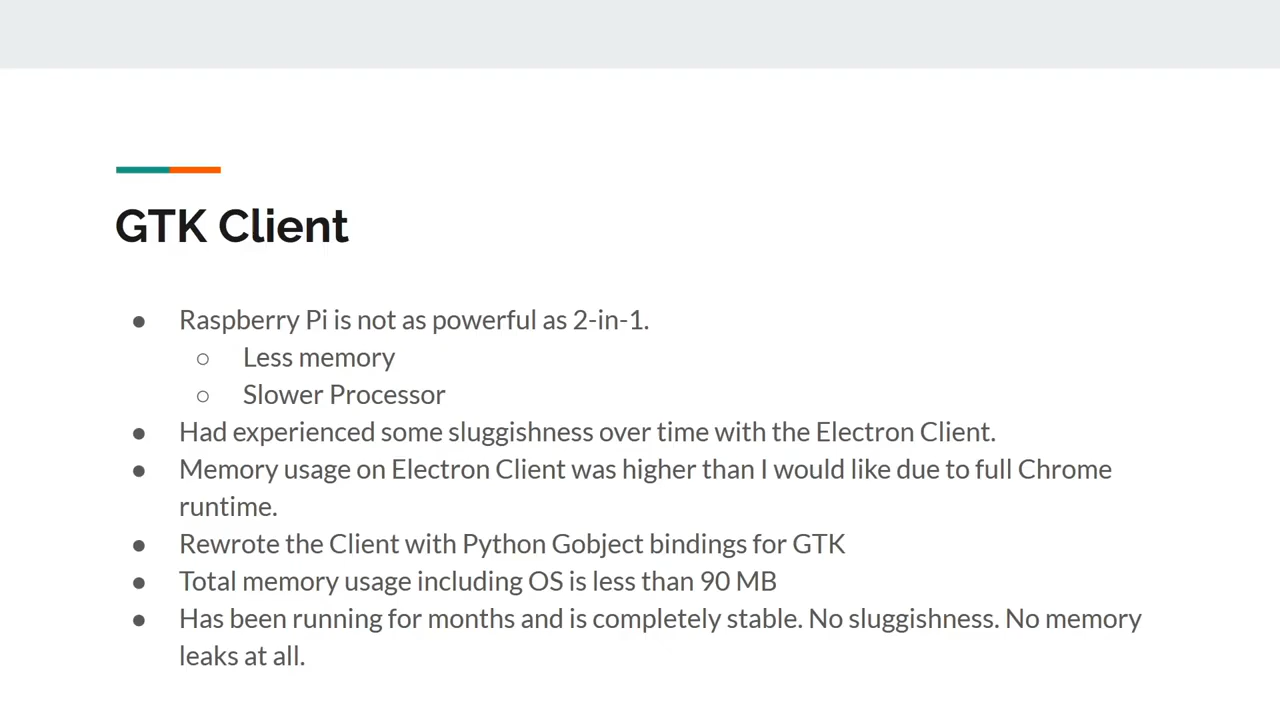 GTK Client
● Raspberry Pi is not as powerful as 2-in-1.
○ Less memory
○ Slower Processor
● Had experienced some sluggishness over time with the Electron Client.
● Memory usage on Electron Client was higher than I would like due to full Chrome
runtime.
● Rewrote the Client with Python Gobject bindings for GTK
● Total memory usage including OS is less than 90 MB
● Has been running for months and is completely stable. No sluggishness. No memory
leaks at all.